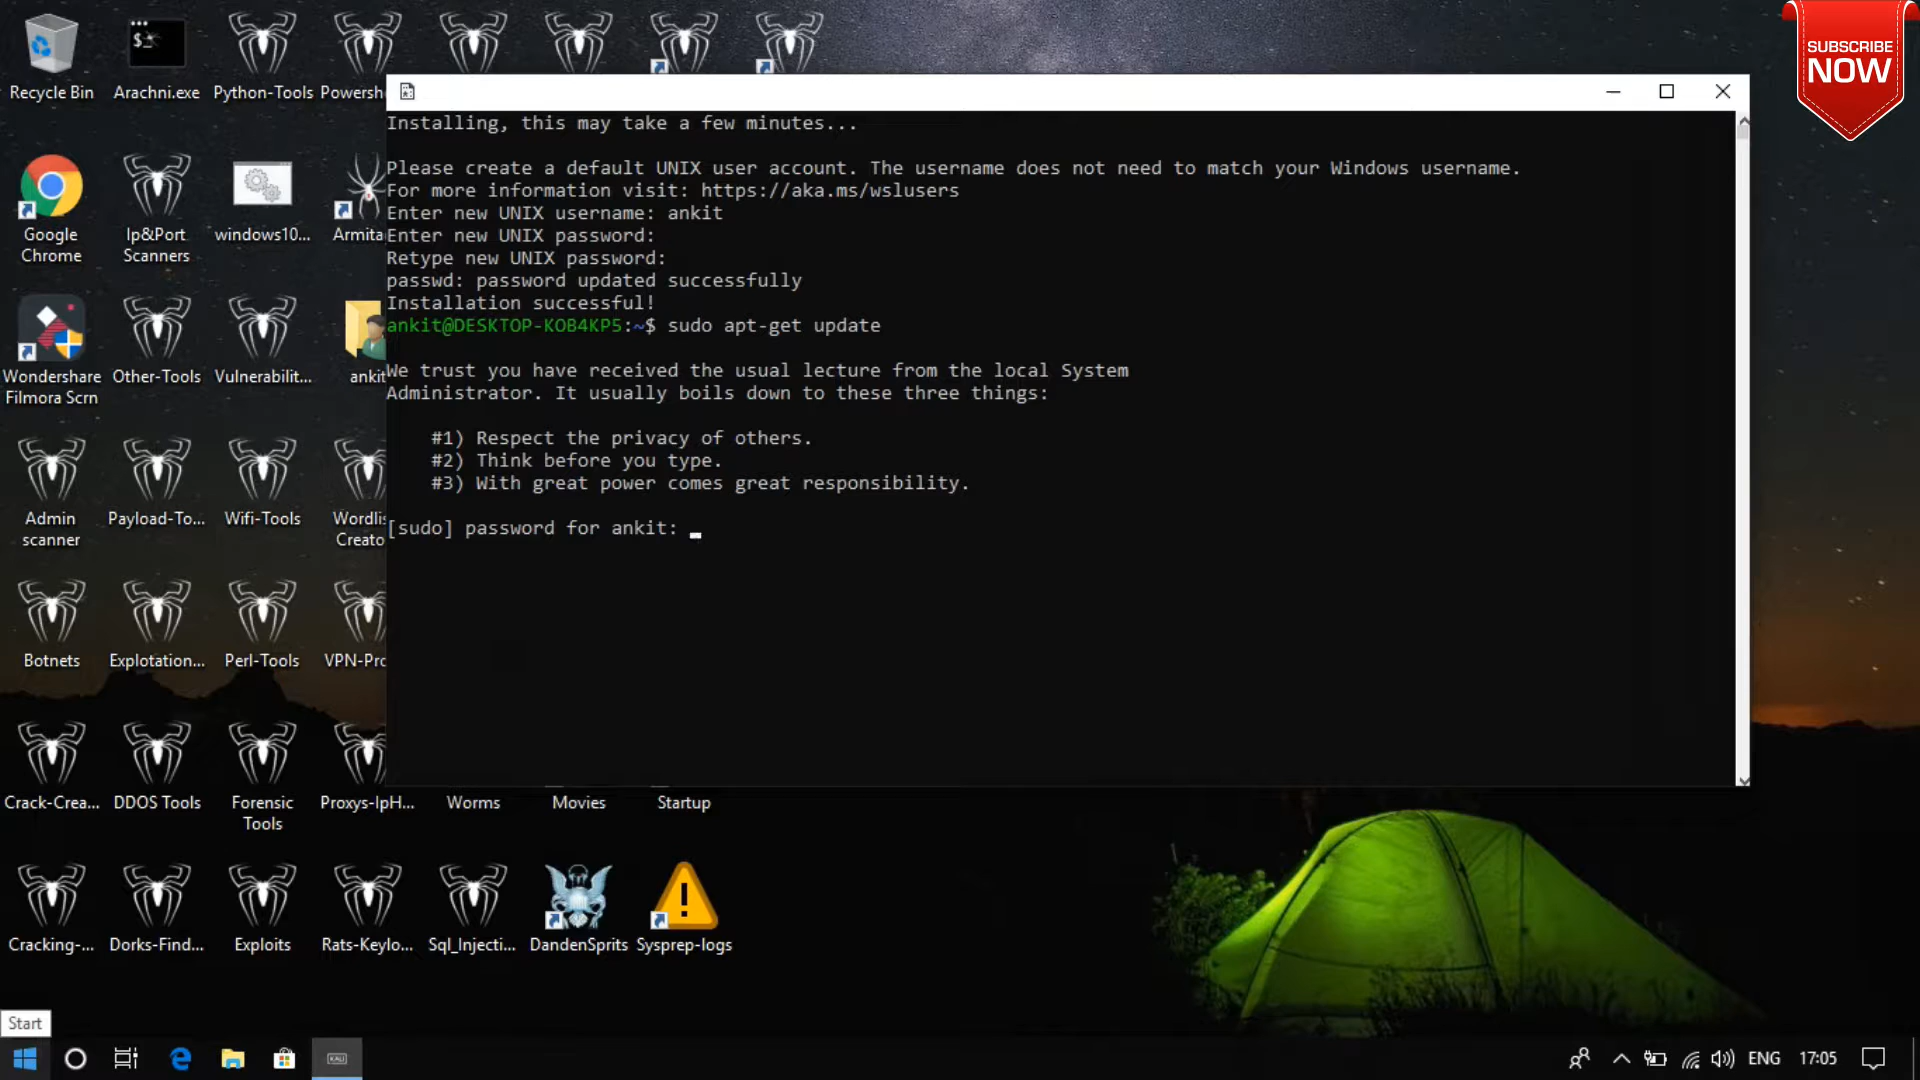 SUBSCRIBE
NOW
$_
Recycle Bin
Arachni.exe
Python-Tools
Powersh
Google
Chrome
Ip&Port
Scanners
windows10...
Armita
Wondershare
Filmora Scrn
Other-Tools
Vulnerabilit...
ankit
Admin
scanner
Payload-To...
Wifi-Tools
Wordlis
Creato
Botnets
Explotation...
Perl-Tools
VPN-Pro
Crack-Crea...
DDOS Tools
Forensic
Tools
Proxys-IpH...
Worms
Movies
Startup
Cracking-...
Dorks-Find...
Exploits
Rats-Keylo...
Sql_Injecti...
DandenSprits
Sysprep-logs
Installing, this may take a few minutes...
Please create a default UNIX user account. The username does not need to match your Windows username.
For more information visit: https://aka.ms/wslusers
Enter new UNIX username: ankit
Enter new UNIX password:
Retype new UNIX password:
passwd: password updated successfully
Installation successful!
ankit@DESKTOP-KOB4KP5:~$ sudo apt-get update
We trust you have received the usual lecture from the local System
Administrator. It usually boils down to these three things:
#1) Respect the privacy of others.
#2) Think before you type.
#3) With great power comes great responsibility.
[sudo] password for ankit:
Start
KALI
ENG
17:05